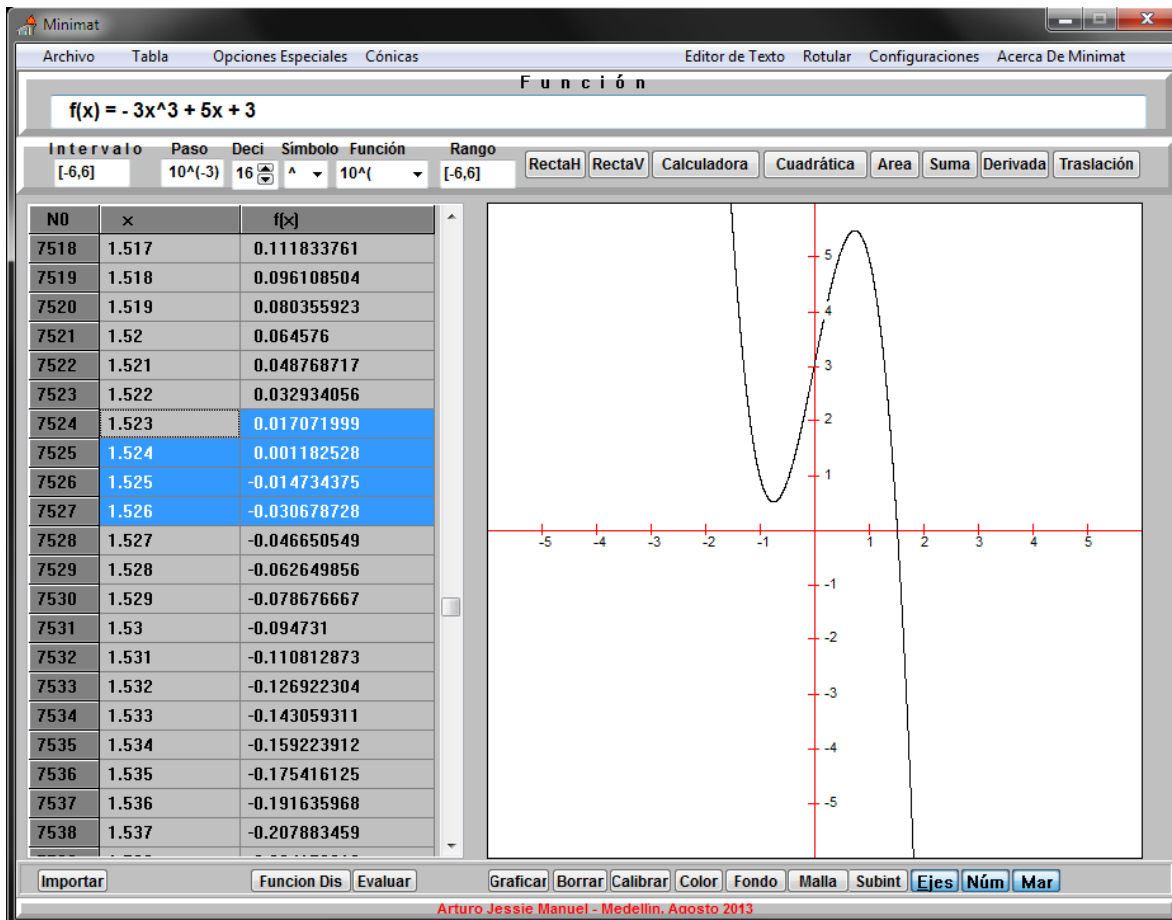 Minimat
Archivo Tabla Opciones Especiales Cónicas Editor de Texto Rotular Configuraciones Acerca De Minimat
Función
f(x) = - 3x^3 + 5x + 3
Intervalo Paso Deci Símbolo Función Rango
[-6,6] 10^(-3) 16 ^ 10^( [-6,6] RectaH RectaV Calculadora Cuadrática Area Suma Derivada Traslación
N0 x f(x)
7518 1.517 0.111833761
7519 1.518 0.096108504
7520 1.519 0.080355923
7521 1.52 0.064576
7522 1.521 0.048768717
7523 1.522 0.032934056
7524 1.523 0.017071999
7525 1.524 0.001182528
7526 1.525 -0.014734375
7527 1.526 -0.030678728
7528 1.527 -0.046650549
7529 1.528 -0.062649856
7530 1.529 -0.078676667
7531 1.53 -0.094731
7532 1.531 -0.110812873
7533 1.532 -0.126922304
7534 1.533 -0.143059311
7535 1.534 -0.159223912
7536 1.535 -0.175416125
7537 1.536 -0.191635968
7538 1.537 -0.207883459
5
4
3
2
1
-5 -4 -3 -2 -1 1 2 3 4 5
-1
-2
-3
-4
-5
Importar Funcion Dis Evaluar Graficar Borrar Calibrar Color Fondo Malla Subint Ejes Núm Mar
Arturo Jessie Manuel - Medellin. Agosto 2013